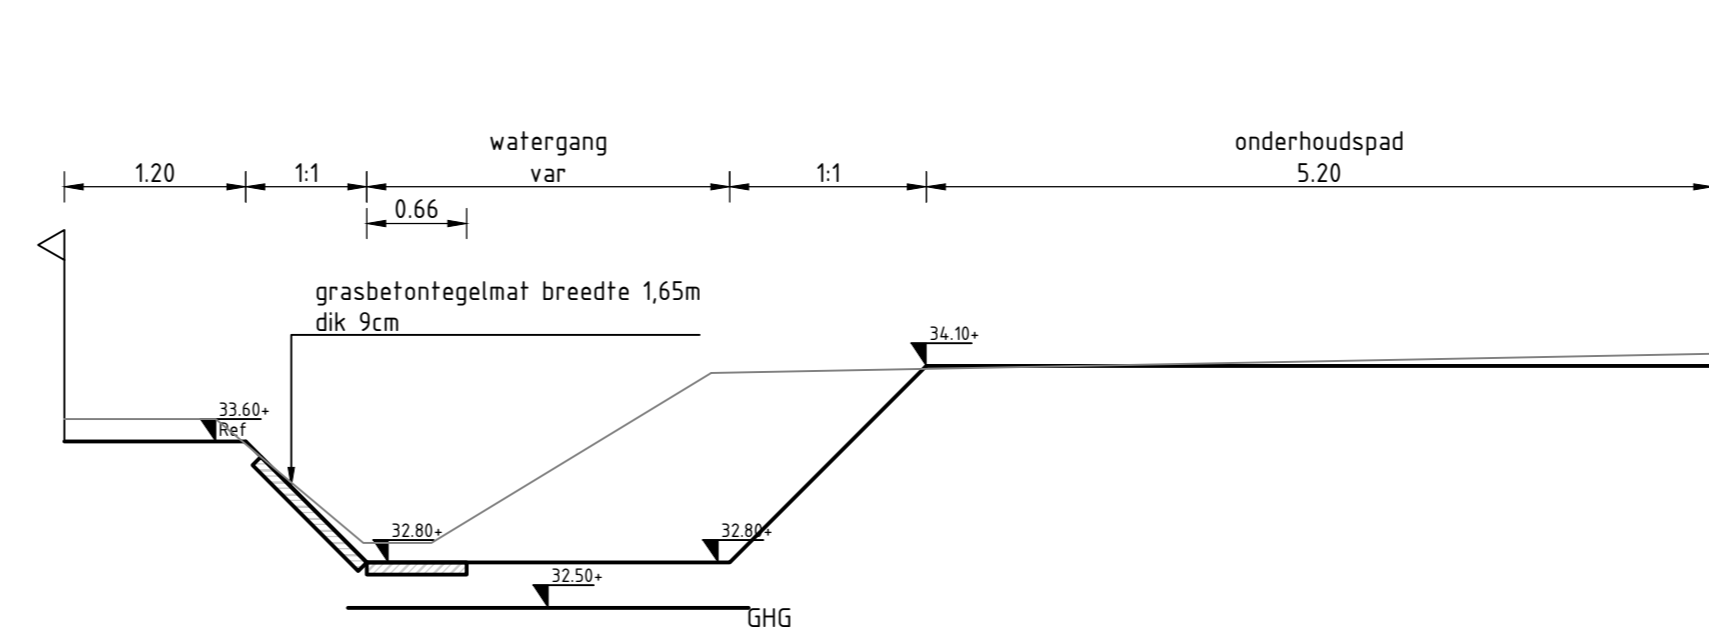 watergang
onderhoudspad
1.20
1:1
var
1:1
5.20
0.66
grasbetontegelmat breedte 1,65m
dik 9cm
34.10+
33.60+
Ref
32.80+
32.80+
32.50+
GHG